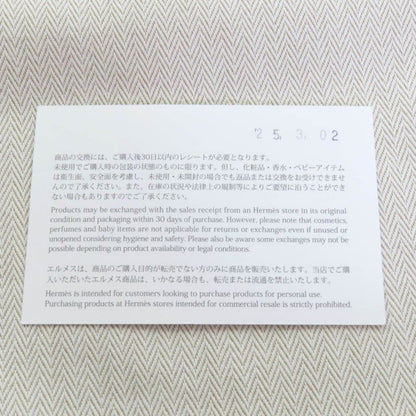 '25. 3. 02
商品の交換には、ご購入後30日以内のレシートが必要となります。
未使用でご購入時の包装の状態のものに限ります。但し、化粧品・香水・ベビーアイテム
は衛生面、安全面を考慮し、未使用・未開封の場合でも返品または交換をお受けできませ
んので了承ください。また、在庫の状況や法律上の規制等によりご要望に沿うことができ
ない場合もありますのでご了承ください。
Products may be exchanged with the sales receipt from an Hermès store in its original
condition and packaging within 30 days of purchase. However, please note that cosmetics,
perfumes and baby items are not applicable for returns or exchanges even if unused or
unopened considering hygiene and safety. Please also be aware some exchanges may not be
possible depending on product availability or legal conditions.
エルメスは、商品のご購入目的が転売でない方のみに商品を販売いたします。当店でご購
入いただいたエルメス商品は、いかなる場合も、転売または流通を禁止いたします。
Hermès is intended for customers looking to purchase products for personal use.
Purchasing products at Hermès stores intended for commercial resale is strictly prohibited.